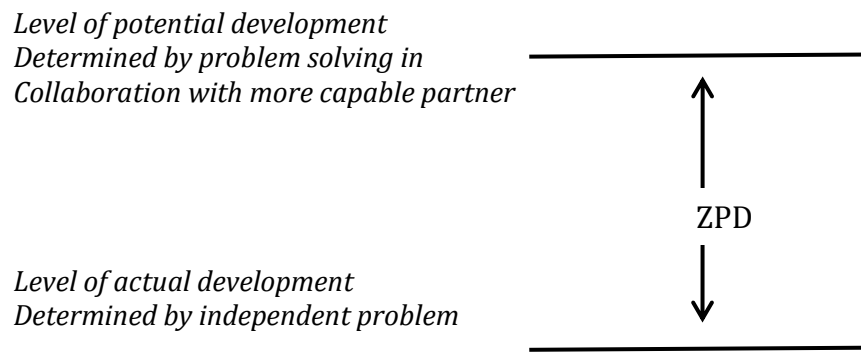 Level of potential development
Determined by problem solving in
Collaboration with more capable partner
ZPD
Level of actual development
Determined by independent problem